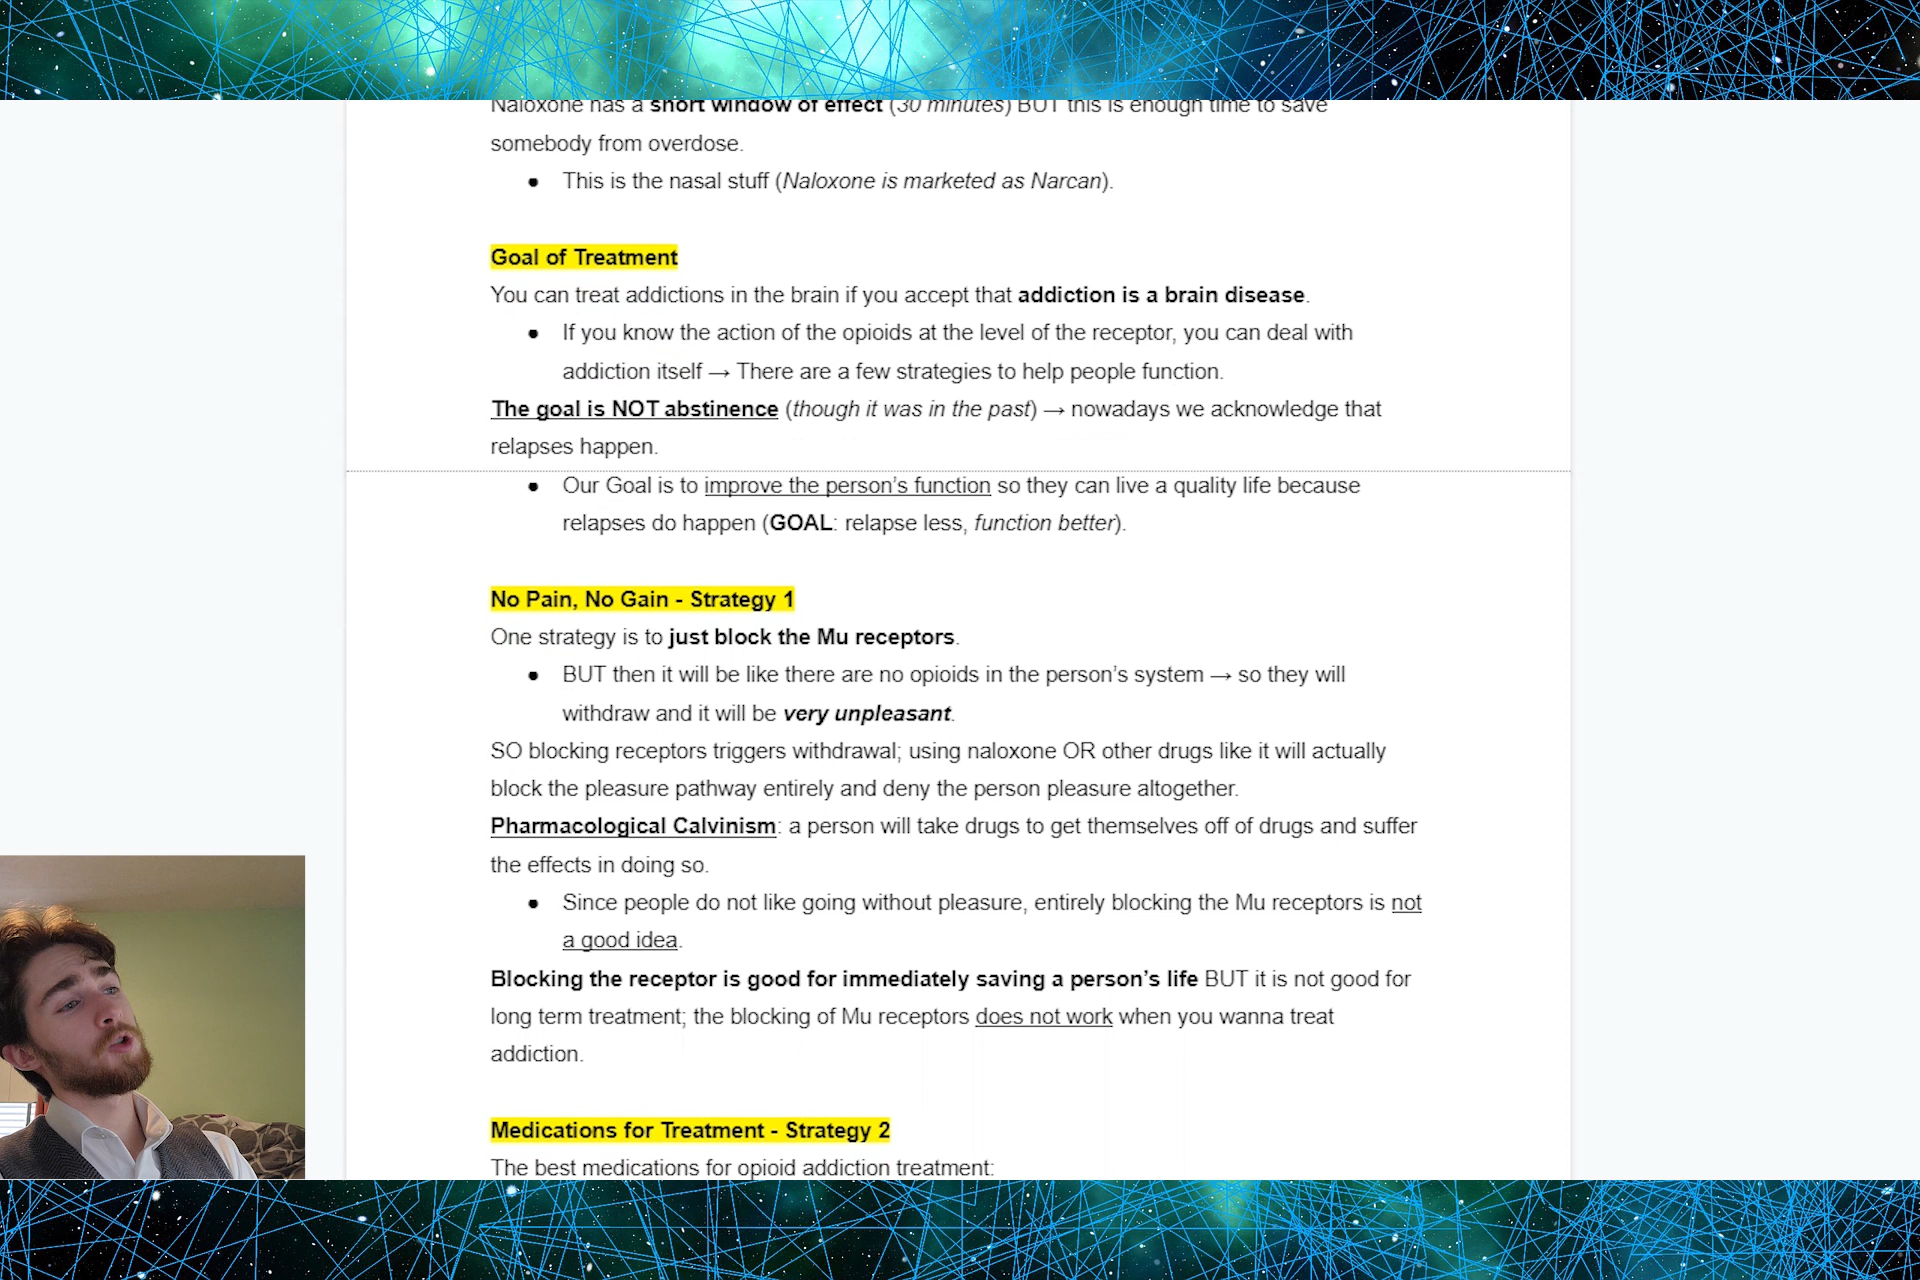 Naloxone has a short window of effect (30 minutes) BUT this is enough time to save
somebody from overdose.
● This is the nasal stuff (Naloxone is marketed as Narcan).
Goal of Treatment
You can treat addictions in the brain if you accept that addiction is a brain disease.
● If you know the action of the opioids at the level of the receptor, you can deal with
addiction itself → There are a few strategies to help people function.
The goal is NOT abstinence (though it was in the past) → nowadays we acknowledge that
relapses happen.
● Our Goal is to improve the person's function so they can live a quality life because
relapses do happen (GOAL: relapse less, function better).
No Pain, No Gain - Strategy 1
One strategy is to just block the Mu receptors.
● BUT then it will be like there are no opioids in the person's system → so they will
withdraw and it will be very unpleasant.
SO blocking receptors triggers withdrawal; using naloxone OR other drugs like it will actually
block the pleasure pathway entirely and deny the person pleasure altogether.
Pharmacological Calvinism: a person will take drugs to get themselves off of drugs and suffer
the effects in doing so.
● Since people do not like going without pleasure, entirely blocking the Mu receptors is not
a good idea.
Blocking the receptor is good for immediately saving a person's life BUT it is not good for
long term treatment; the blocking of Mu receptors does not work when you wanna treat
addiction.
Medications for Treatment - Strategy 2
The best medications for opioid addiction treatment: